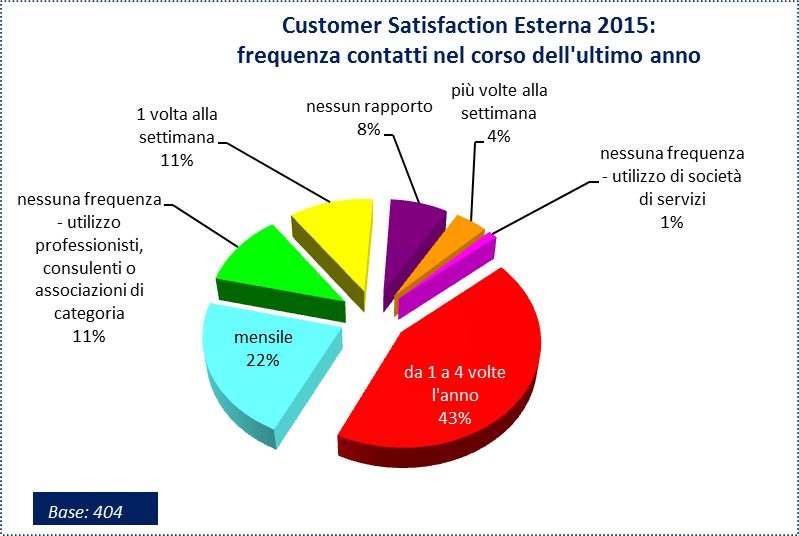 Customer Satisfaction Esterna 2015:
frequenza contatti nel corso dell'ultimo anno
nessun rapporto
8%
più volte alla
settimana
4%
nessuna frequenza
- utilizzo di società
di servizi
1%
da 1 a 4 volte
l'anno
43%
mensile
22%
nessuna frequenza
- utilizzo
professionisti,
consulenti o
associazioni di
categoria
11%
1 volta alla
settimana
11%
Base: 404